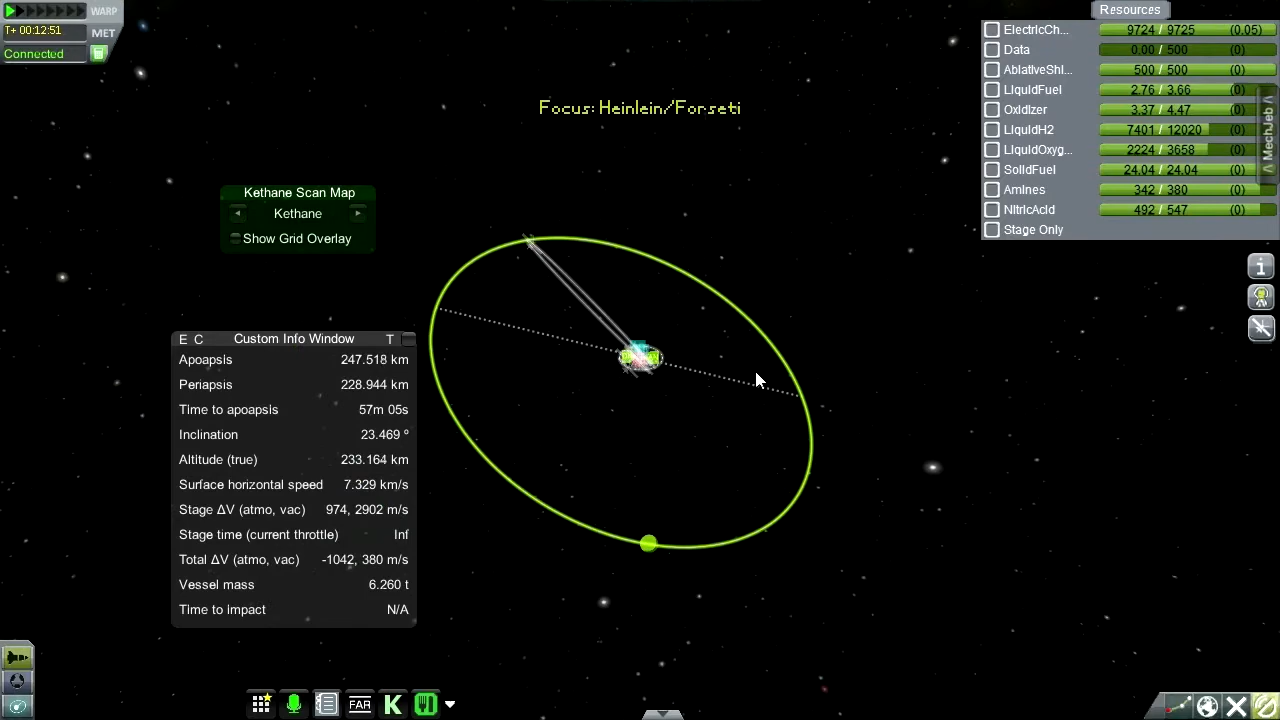 WARP
T+ 00:12:51 MET
Connected
Resources
ElectricCh... 9724 / 9725 (0.05)
Data 0.00 / 500 (0)
AblativeShi... 500 / 500 (0)
LiquidFuel 2.76 / 3.66 (0)
Oxidizer 3.37 / 4.47 (0)
LiquidH2 7401 / 12020 (0)
LiquidOxyg... 2224 / 3658 (0)
SolidFuel 24.04 / 24.04 (0)
Amines 342 / 380 (0)
NitricAcid 492 / 547 (0)
Stage Only
MechJeb
Focus: Heinlein/Forseti
Kethane Scan Map
Kethane
Show Grid Overlay
E C Custom Info Window T
Apoapsis 247.518 km
Periapsis 228.944 km
Time to apoapsis 57m 05s
Inclination 23.469 º
Altitude (true) 233.164 km
Surface horizontal speed 7.329 km/s
Stage ΔV (atmo, vac) 974, 2902 m/s
Stage time (current throttle) Inf
Total ΔV (atmo, vac) -1042, 380 m/s
Vessel mass 6.260 t
Time to impact N/A
FAR
K